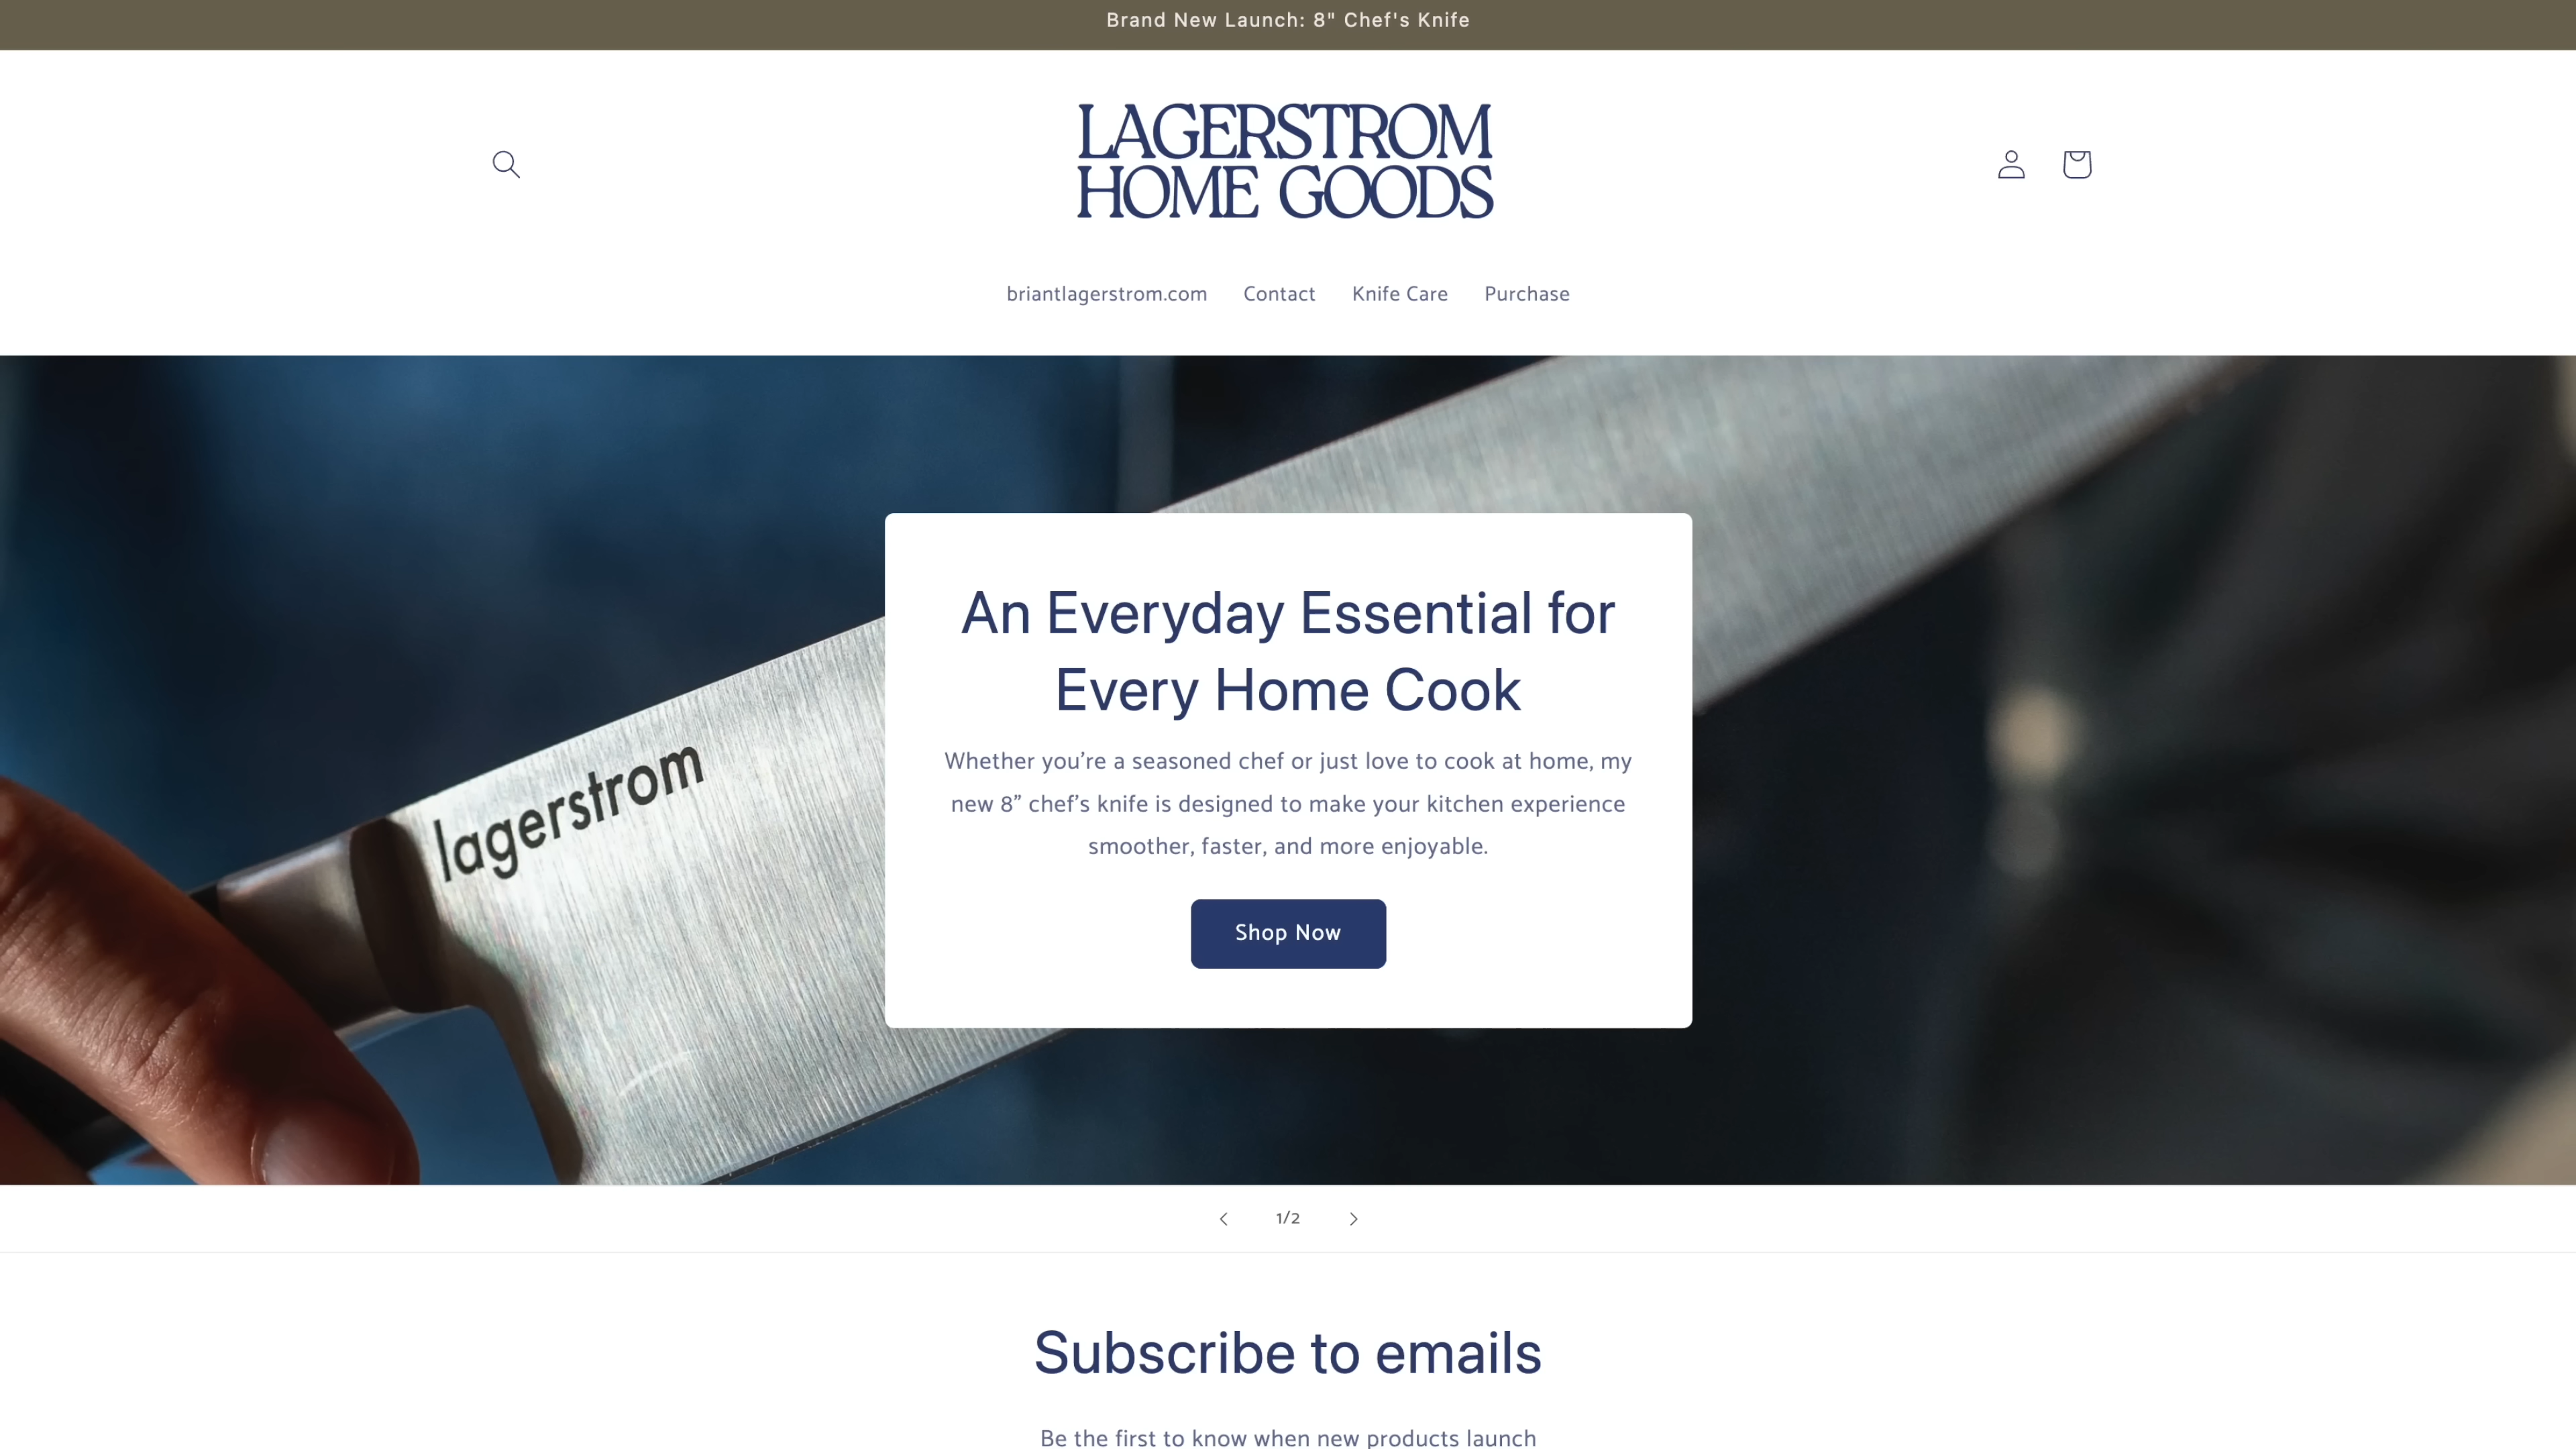 Brand New Launch: 8" Chef's Knife
LAGERSTROM
HOME GOODS
briantlagerstrom.com Contact Knife Care Purchase
lagerstrom
An Everyday Essential for
Every Home Cook
Whether you’re a seasoned chef or just love to cook at home, my
new 8” chef’s knife is designed to make your kitchen experience
smoother, faster, and more enjoyable.
Shop Now
1/2
Subscribe to emails
Be the first to know when new products launch